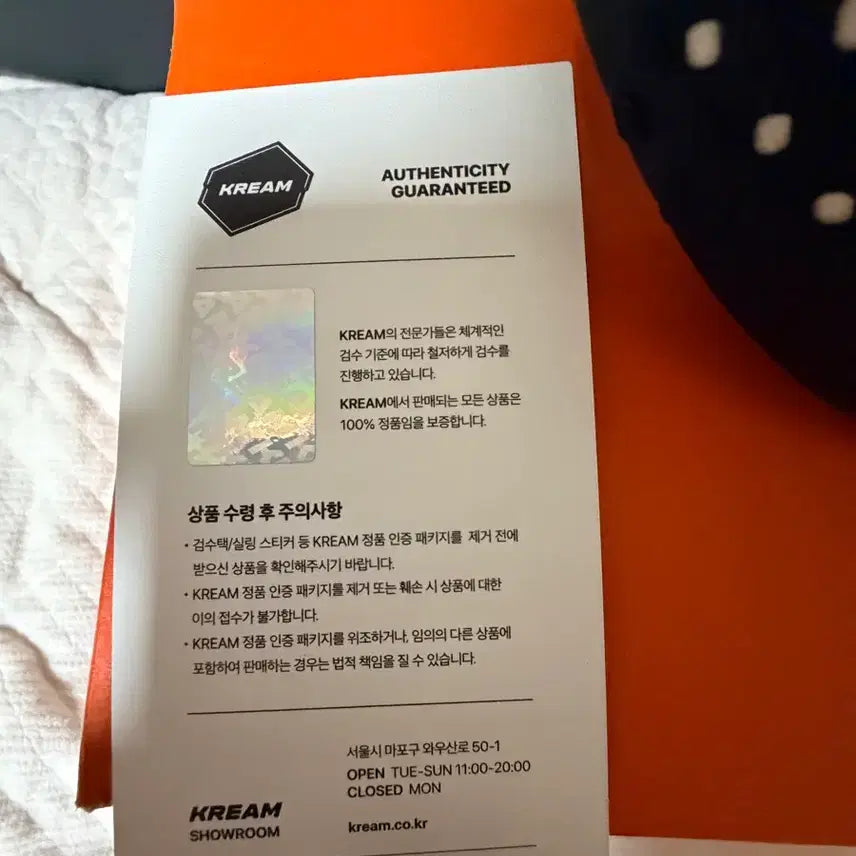 KREAM
AUTHENTICITY
GUARANTEED
KREAM의 전문가들은 체계적인
검수 기준에 따라 철저하게 검수를
진행하고 있습니다.
KREAM에서 판매되는 모든 상품은
100% 정품임을 보증합니다.
상품 수령 후 주의사항
• 검수택/실링 스티커 등 KREAM 정품 인증 패키지를 제거 전에
받으신 상품을 확인해주시기 바랍니다.
• KREAM 정품 인증 패키지를 제거 또는 훼손 시 상품에 대한
이의 접수가 불가합니다.
• KREAM 정품 인증 패키지를 위조하거나, 임의의 다른 상품에
포함하여 판매하는 경우는 법적 책임을 질 수 있습니다.
KREAM
SHOWROOM
서울시 마포구 와우산로 50-1
OPEN TUE-SUN 11:00-20:00
CLOSED MON
kream.co.kr